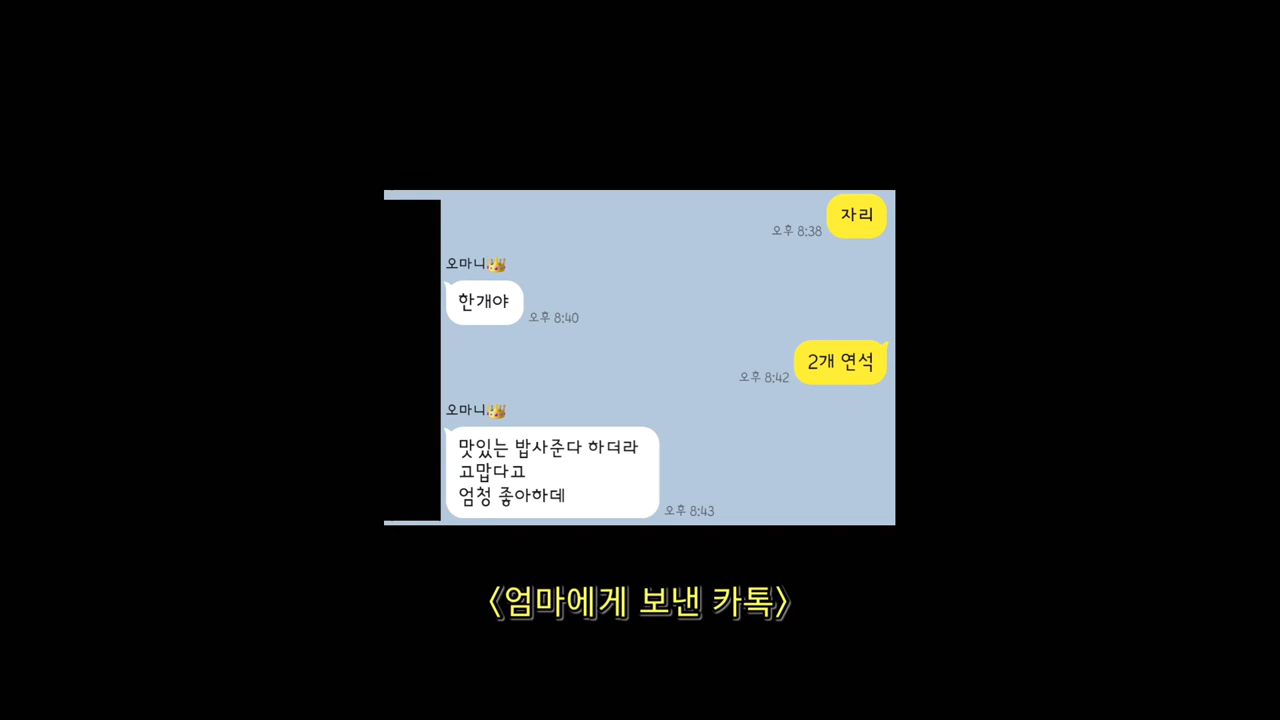 자리
오후 8:38
오마니👑
한개야
오후 8:40
2개 연석
오후 8:42
오마니👑
맛있는 밥사준다 하더라
고맙다고
엄청 좋아하데
오후 8:43
〈엄마에게 보낸 카톡〉